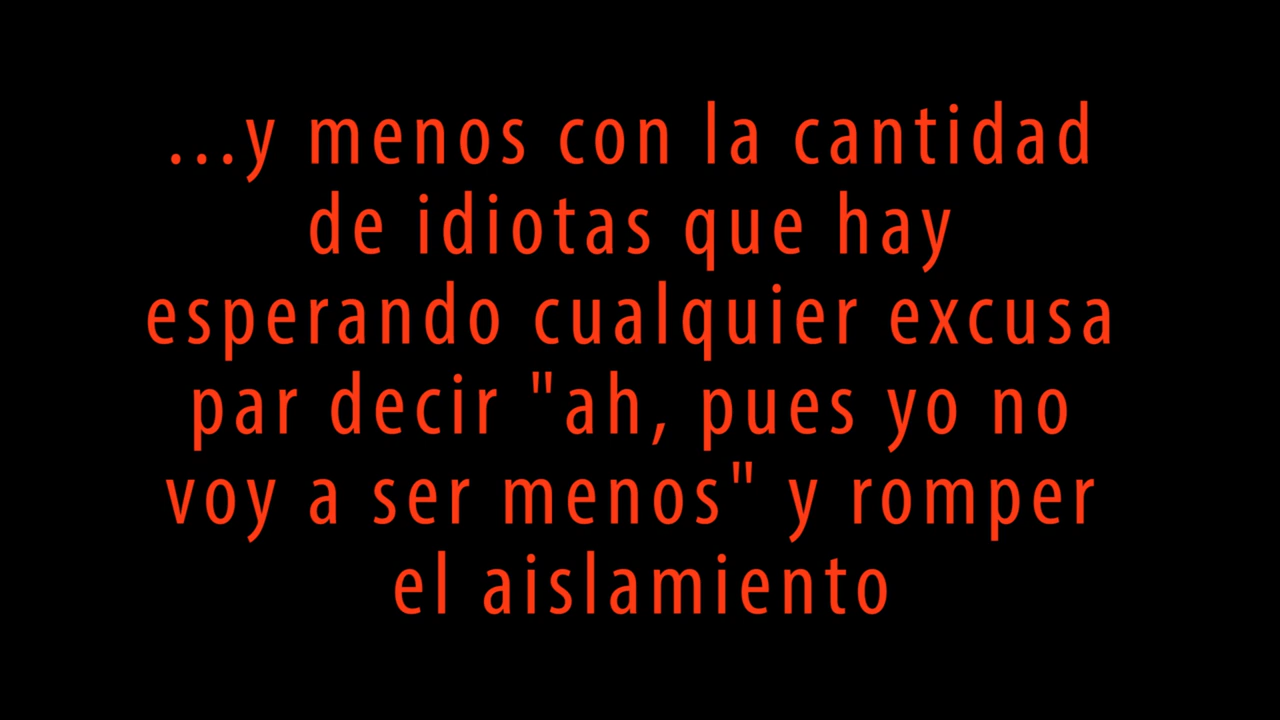 ...y menos con la cantidad
de idiotas que hay
esperando cualquier excusa
par decir "ah, pues yo no
voy a ser menos" y romper
el aislamiento